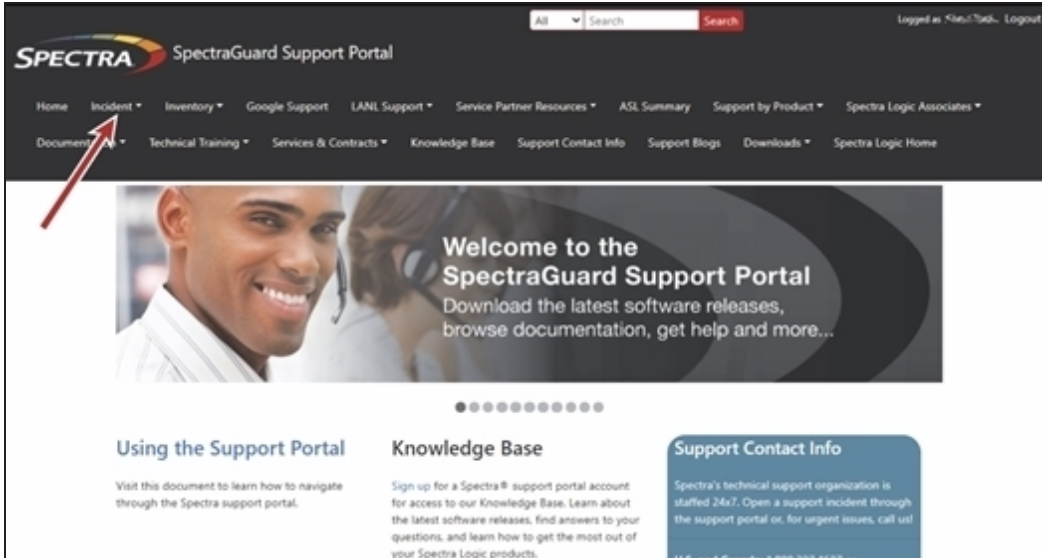 All Search Search Logged as Logout
SPECTRA SpectraGuard Support Portal
Home Incident Inventory Google Support LANL Support Service Partner Resources ASL Summary Support by Product Spectra Logic Associates
Technical Training Services & Contracts Knowledge Base Support Contact Info Support Blogs Downloads Spectra Logic Home
Welcome to the
SpectraGuard Support Portal
Download the latest software releases,
browse documentation, get help and more...
Using the Support Portal
Visit this document to learn how to navigate
through the Spectra support portal.
Knowledge Base
Sign up for a Spectra® support portal account
for access to our Knowledge Base. Learn about
the latest software releases, find answers to your
questions, and learn how to get the most out of
your Spectra Logic products.
Support Contact Info
Spectra's technical support organization is
staffed 24x7. Open a support incident through
the support portal or, for urgent issues, call us!